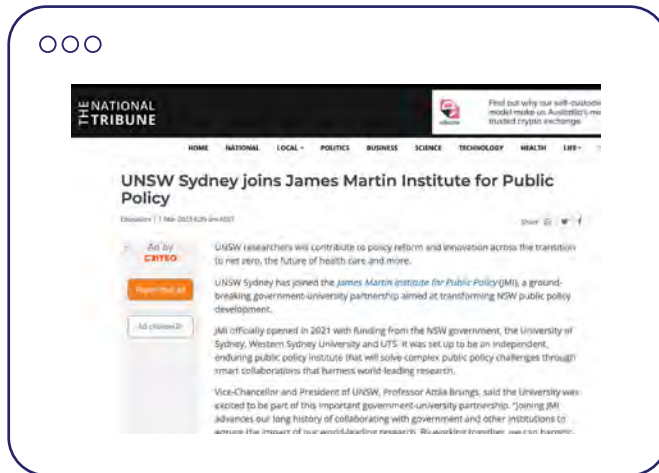 THE NATIONAL
TRIBUNE
Find out why our self-custodial
model make us Australia's most
trusted crypto exchange.
HOME NATIONAL LOCAL POLITICS BUSINESS SCIENCE TECHNOLOGY HEALTH LIFE
UNSW Sydney joins James Martin Institute for Public
Policy
Education | 1 Mar 2023 AEST
Share
Ad by
CRITEO
Report this ad
Ad choices
UNSW researchers will contribute to policy reform and innovation across the transition
to net zero, the future of health care and more.
UNSW Sydney has joined the James Martin Institute for Public Policy (JMI), a ground-
breaking government-university partnership aimed at transforming NSW public policy
development.
JMI officially opened in 2021 with funding from the NSW government, the University of
Sydney, Western Sydney University and UTS. It was set up to be an independent,
enduring public policy institute that will solve complex public policy challenges through
smart collaborations that harness world-leading research.
Vice-Chancellor and President of UNSW, Professor Attila Brungs, said the University was
excited to be part of this important government-university partnership. "Joining JMI
advances our long history of collaborating with government and other institutions to
ensure the impact of our world-leading research. By working together, we can harness